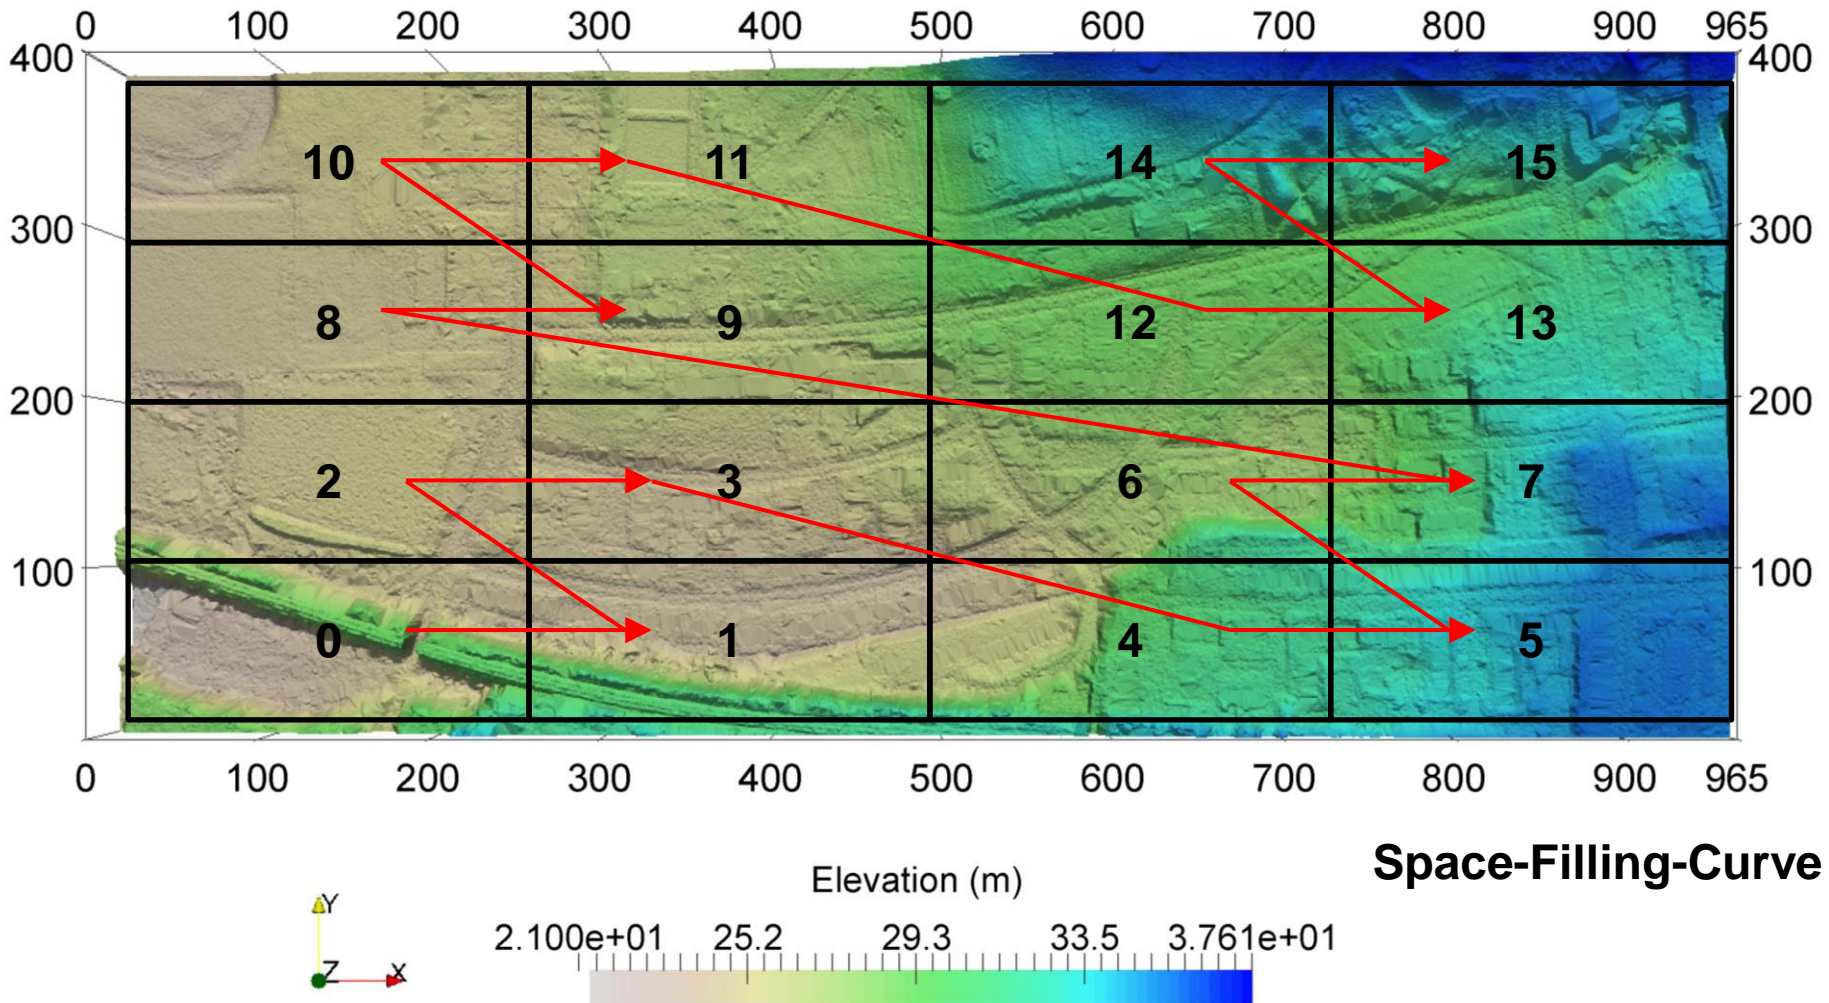 0 100 200 300 400 500 600 700 800 900 965
400 400
10 11 14 15
300 300
8 9 12 13
200 200
2 3 6 7
100 100
0 1 4 5
0 100 200 300 400 500 600 700 800 900 965
Space-Filling-Curve
Elevation (m)
Y
2.100e+01 25.2 29.3 33.5 3.761e+01
Z X